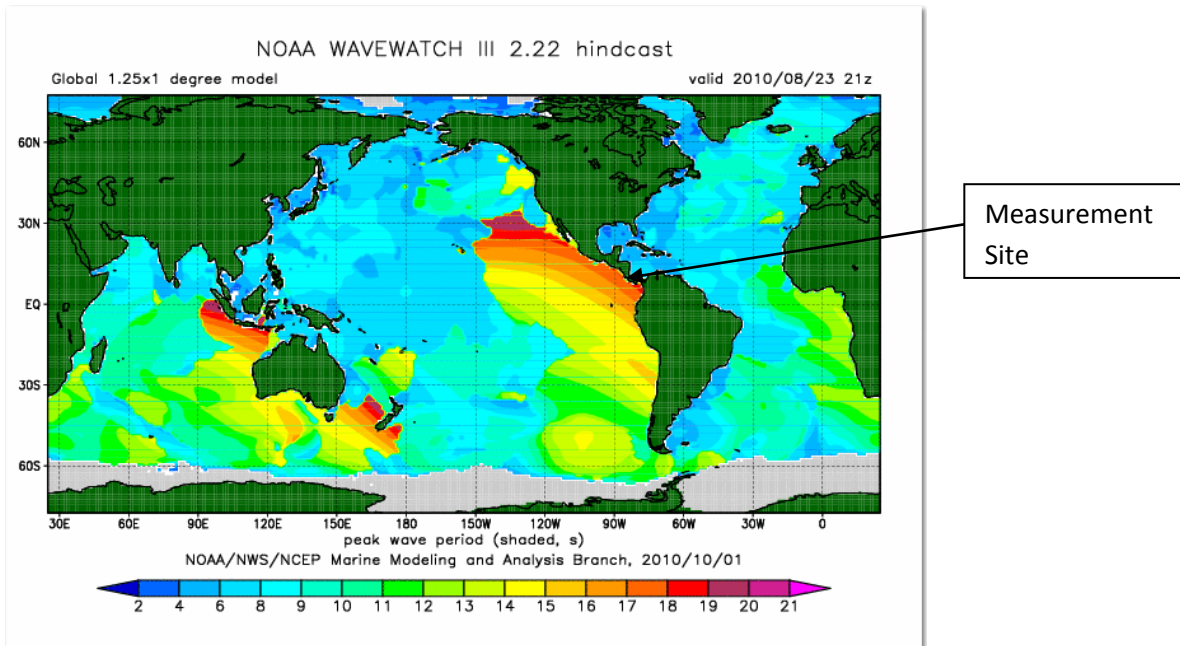 NOAA WAVEWATCH III 2.22 hindcast
Global 1.25x1 degree model
valid 2010/08/23 21z
60N
30N
EQ
30S
60S
Measurement
Site
30E 60E 90E 120E 150E 180 150W 120W 90W 60W 30W 0
peak wave period (shaded, s)
NOAA/NWS/NCEP Marine Modeling and Analysis Branch, 2010/10/01
2 4 6 8 9 10 11 12 13 14 15 16 17 18 19 20 21